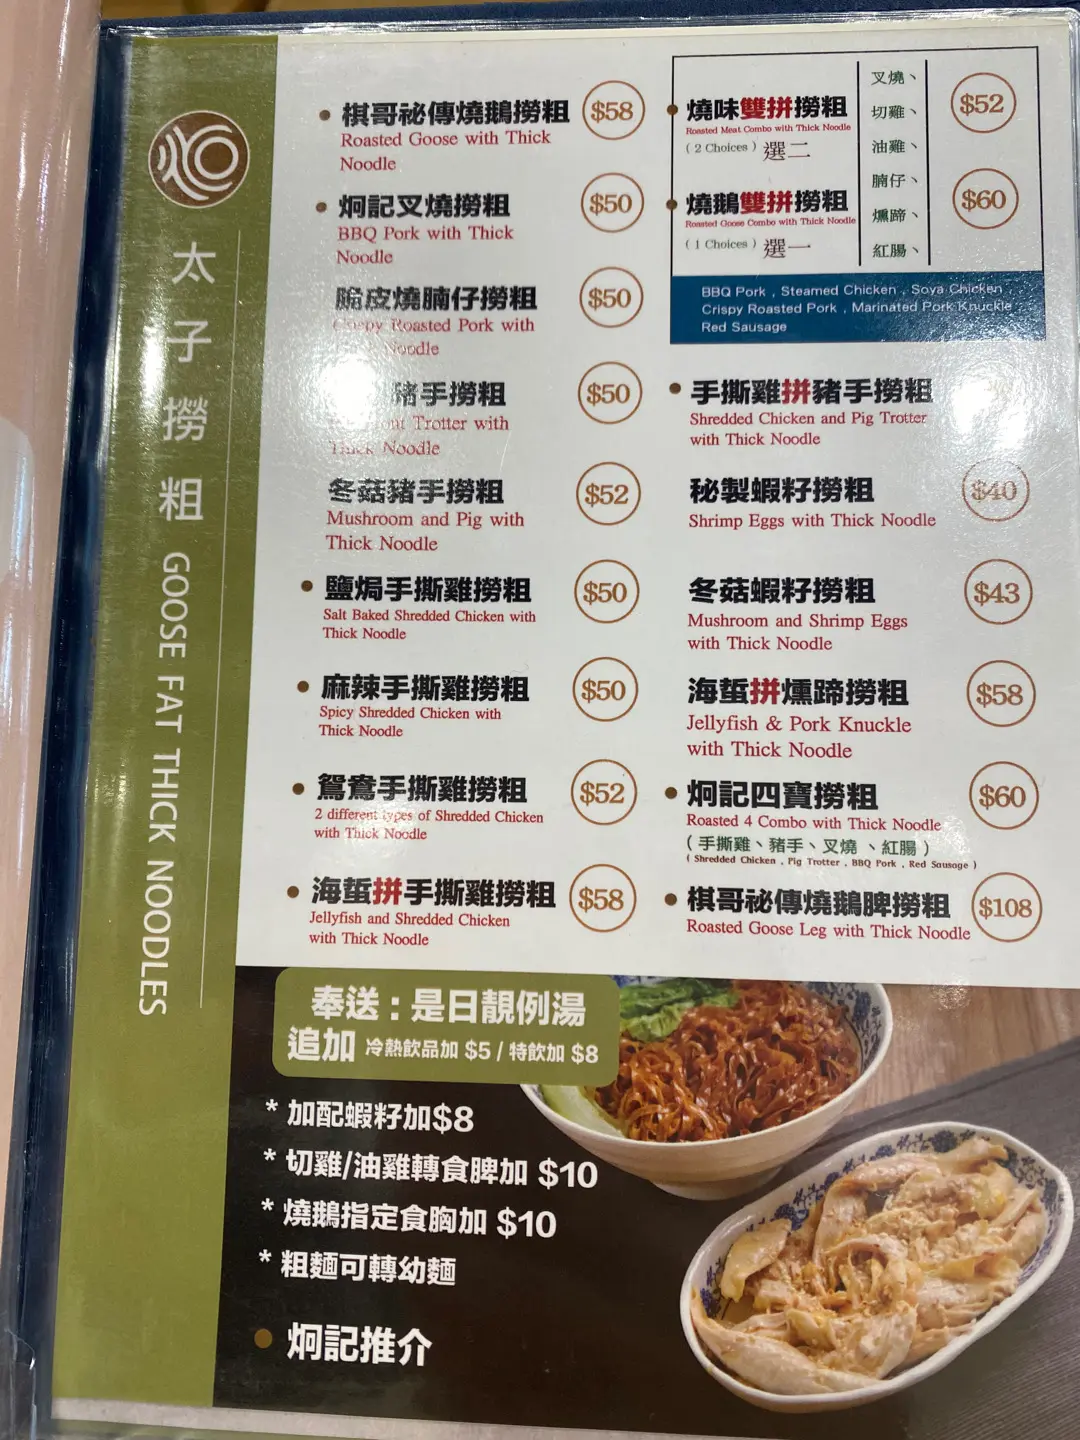 太子撈粗 GOOSE FAT THICK NOODLES
棋哥祕傳燒鵝撈粗 $58
Roasted Goose with Thick
Noodle
炯記叉燒撈粗 $50
BBQ Pork with Thick
Noodle
脆皮燒腩仔撈粗 $50
Crispy Roasted Pork with
Noodle
豬手撈粗 $50
Trotter with
Thick Noodle
冬菇豬手撈粗 $52
Mushroom and Pig with
Thick Noodle
鹽焗手撕雞撈粗 $50
Salt Baked Shredded Chicken with
Thick Noodle
麻辣手撕雞撈粗 $50
Spicy Shredded Chicken with
Thick Noodle
鴛鴦手撕雞撈粗 $52
2 different types of Shredded Chicken
with Thick Noodle
海蜇拼手撕雞撈粗 $58
Jellyfish and Shredded Chicken
with Thick Noodle
燒味雙拼撈粗 $52
Roasted Meat Combo with Thick Noodle
( 2 Choices ) 選二
燒鵝雙拼撈粗 $60
Roasted Goose Combo with Thick Noodle
( 1 Choices ) 選一
叉燒、
切雞、
油雞、
腩仔、
燻蹄、
紅腸、
BBQ Pork , Steamed Chicken , Soya Chicken ,
Crispy Roasted Pork , Marinated Pork Knuckle
Red Sausage
手撕雞拼豬手撈粗
Shredded Chicken and Pig Trotter
with Thick Noodle
秘製蝦籽撈粗 $40
Shrimp Eggs with Thick Noodle
冬菇蝦籽撈粗 $43
Mushroom and Shrimp Eggs
with Thick Noodle
海蜇拼燻蹄撈粗 $58
Jellyfish & Pork Knuckle
with Thick Noodle
炯記四寶撈粗 $60
Roasted 4 Combo with Thick Noodle
( 手撕雞、豬手、叉燒 、紅腸 )
( Shredded Chicken , Pig Trotter , BBQ Pork , Red Sausage )
棋哥祕傳燒鵝脾撈粗 $108
Roasted Goose Leg with Thick Noodle
奉送：是日靚例湯
追加 冷熱飲品加 $5 / 特飲加 $8
* 加配蝦籽加$8
* 切雞/油雞轉食脾加 $10
* 燒鵝指定食胸加 $10
* 粗麵可轉幼麵
炯記推介